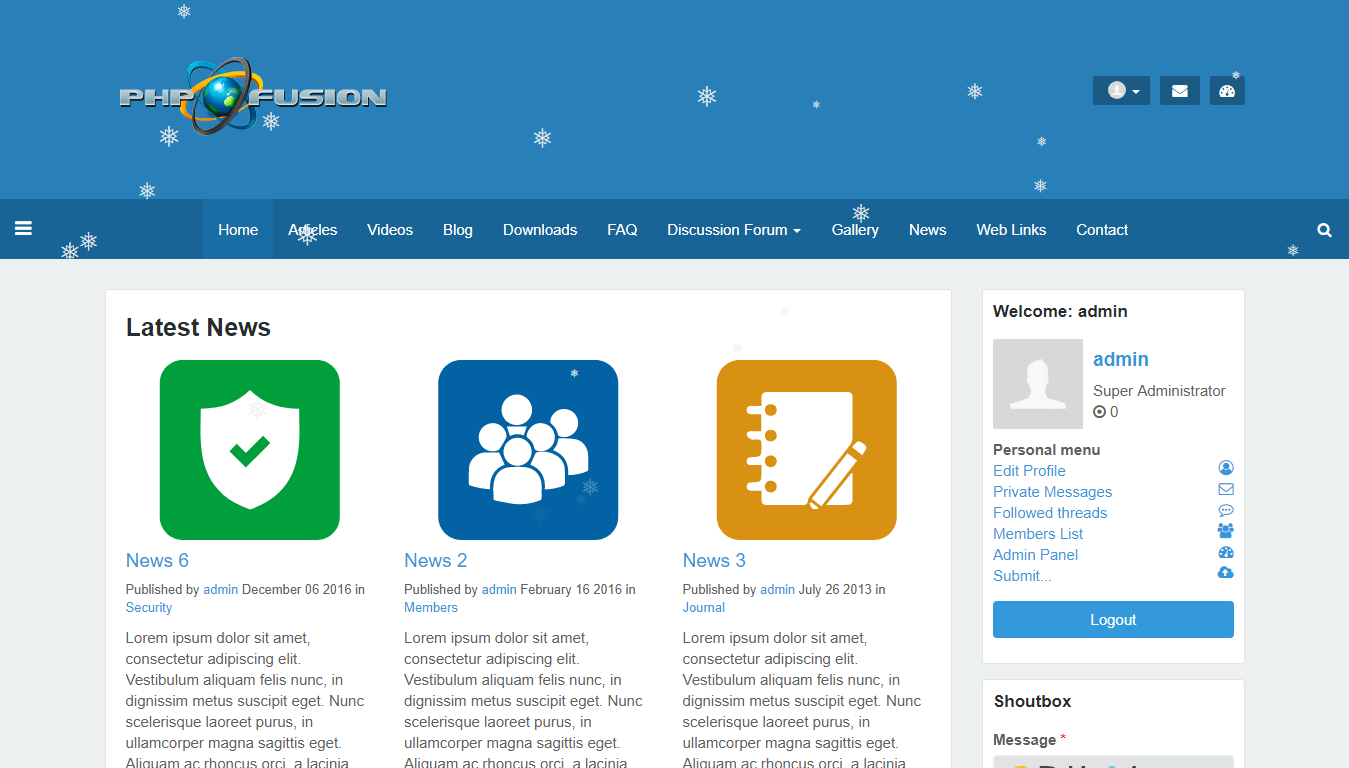 PHP FUSION
Home Articles Videos Blog Downloads FAQ Discussion Forum Gallery News Web Links Contact
Latest News
News 6
Published by admin December 06 2016 in
Security
Lorem ipsum dolor sit amet,
consectetur adipiscing elit.
Vestibulum aliquam felis nunc, in
dignissim metus suscipit eget. Nunc
scelerisque laoreet purus, in
ullamcorper magna sagittis eget.
Aliquam ac rhoncus orci, a lacinia
News 2
Published by admin February 16 2016 in
Members
Lorem ipsum dolor sit amet,
consectetur adipiscing elit.
Vestibulum aliquam felis nunc, in
dignissim metus suscipit eget. Nunc
scelerisque laoreet purus, in
ullamcorper magna sagittis eget.
Aliquam ac rhoncus orci, a lacinia
News 3
Published by admin July 26 2013 in
Journal
Lorem ipsum dolor sit amet,
consectetur adipiscing elit.
Vestibulum aliquam felis nunc, in
dignissim metus suscipit eget. Nunc
scelerisque laoreet purus, in
ullamcorper magna sagittis eget.
Aliquam ac rhoncus orci, a lacinia
Welcome: admin
admin
Super Administrator
0
Personal menu
Edit Profile
Private Messages
Followed threads
Members List
Admin Panel
Submit...
Logout
Shoutbox
Message *